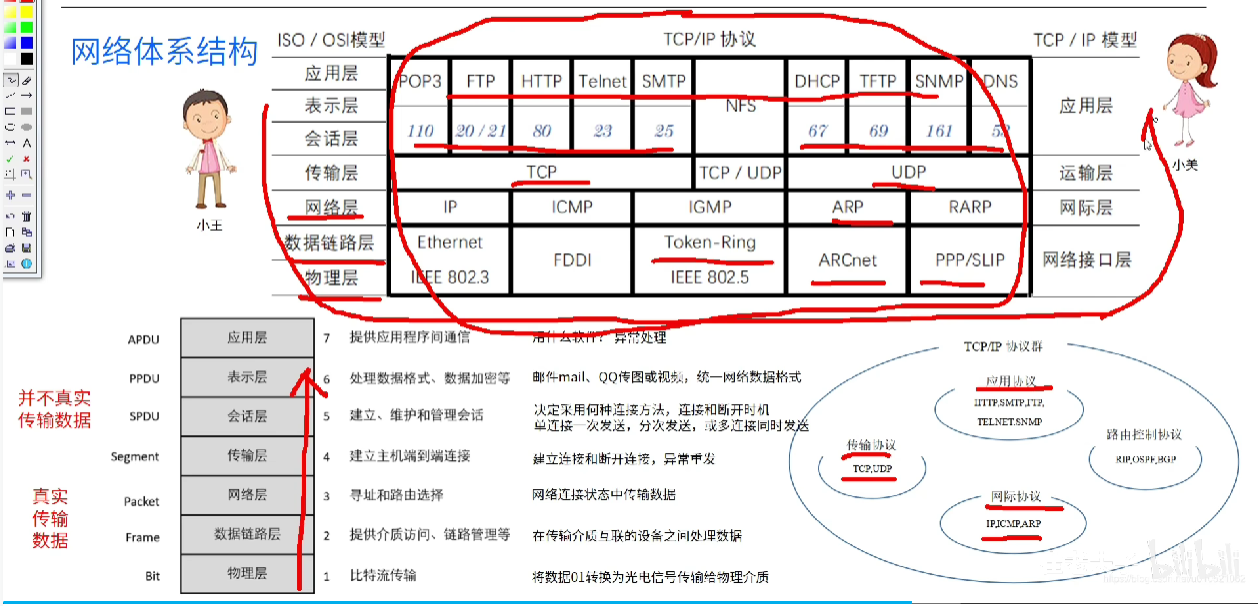 网络体系结构
ISO / OSI模型 TCP/IP 协议 TCP / IP 模型
应用层 POP3 FTP HTTP Telnet SMTP DHCP TFTP SNMP DNS
表示层 NFS 应用层
会话层 110 20 / 21 80 23 25 67 69 161
传输层 TCP TCP / UDP UDP 运输层
网络层 IP ICMP IGMP ARP RARP 网际层
数据链路层 Ethernet Token-Ring
FDDI ARCnet PPP/SLIP 网络接口层
物理层 IEEE 802.3 IEEE 802.5
小王
小美
APDU 应用层 7 提供应用程序间通信 用什么软件? 异常处理
PPDU 表示层 6 处理数据格式、数据加密等 邮件mail、QQ传图或视频，统一网络数据格式
并不真实
传输数据
SPDU 会话层 5 建立、维护和管理会话 决定采用何种连接方法，连接和断开时机
单连接一次发送，分次发送，或多连接同时发送
Segment 传输层 4 建立主机端到端连接 建立连接和断开连接，异常重发
真实
传输
数据
Packet 网络层 3 寻址和路由选择 网络连接状态中传输数据
Frame 数据链路层 2 提供介质访问、链路管理等 在传输介质互联的设备之间处理数据
Bit 物理层 1 比特流传输 将数据01转换为光电信号传输给物理介质
TCP/IP 协议群
应用协议
HTTP,SMTP,FTP,
TELNET.SNMP
传输协议
TCP,UDP
路由控制协议
RIP,OSPF,BGP
网际协议
IP,ICMP,ARP
bilibili